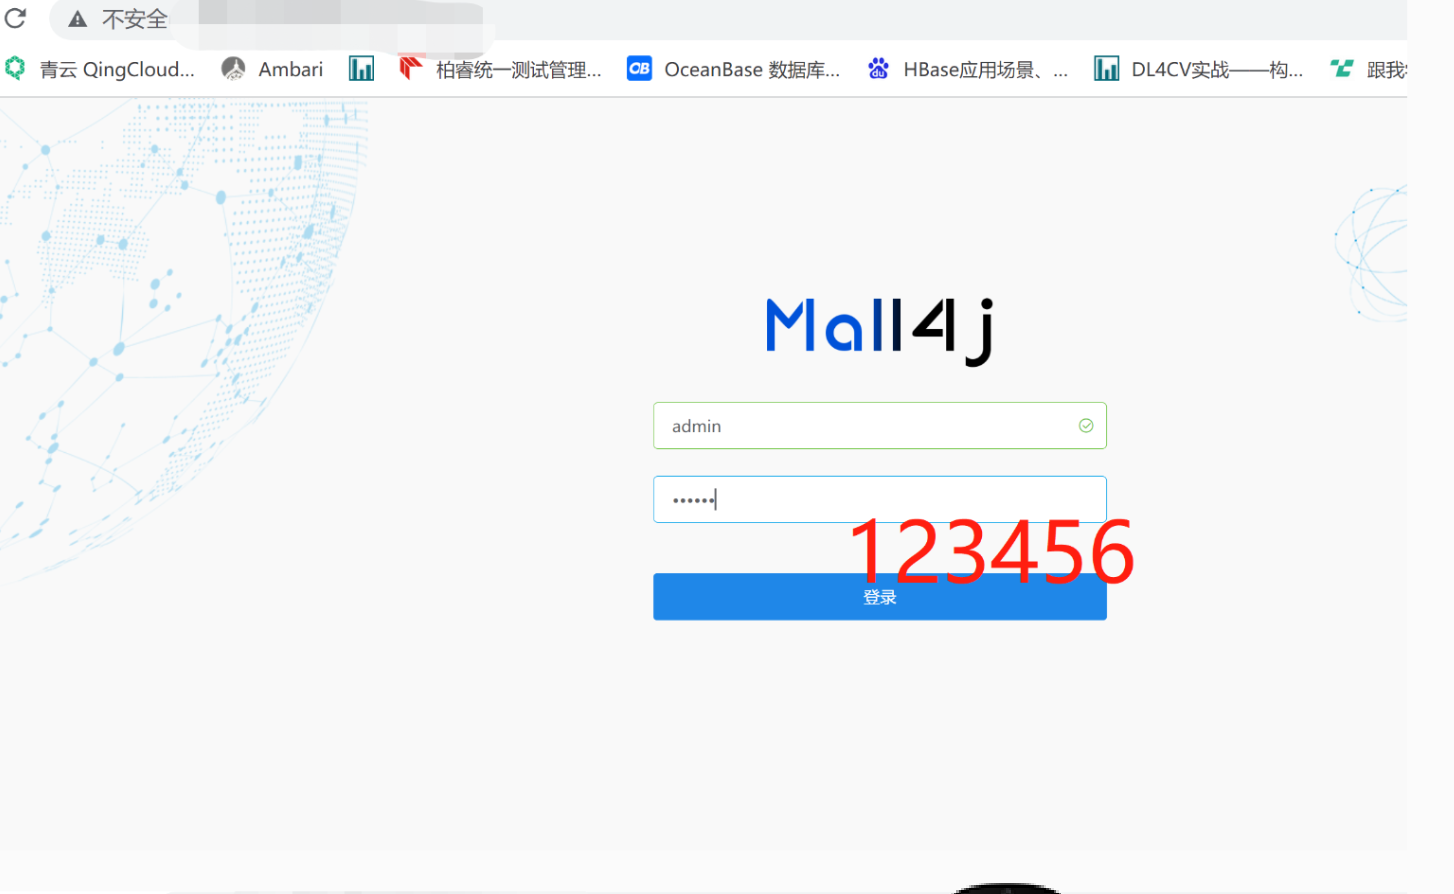 不安全
青云 QingCloud... Ambari 柏睿统一测试管理... OB OceanBase 数据库... du HBase应用场景、... DL4CV实战——构... 跟我
Mall4j
admin
••••••
123456
登录